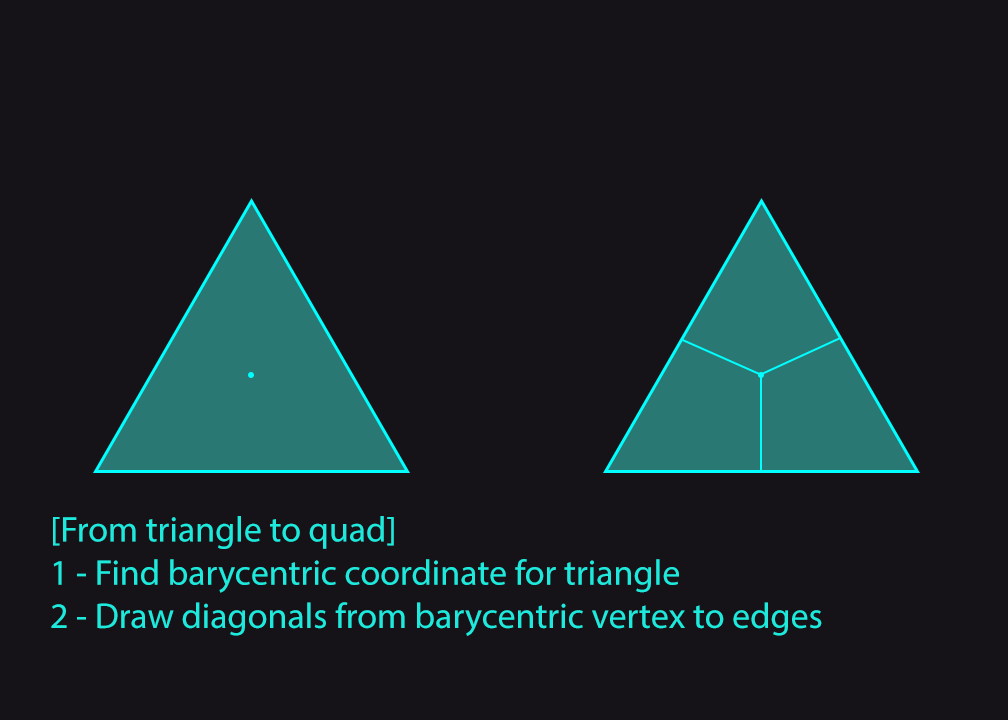 [From triangle to quad]
1 - Find barycentric coordinate for triangle
2 - Draw diagonals from barycentric vertex to edges